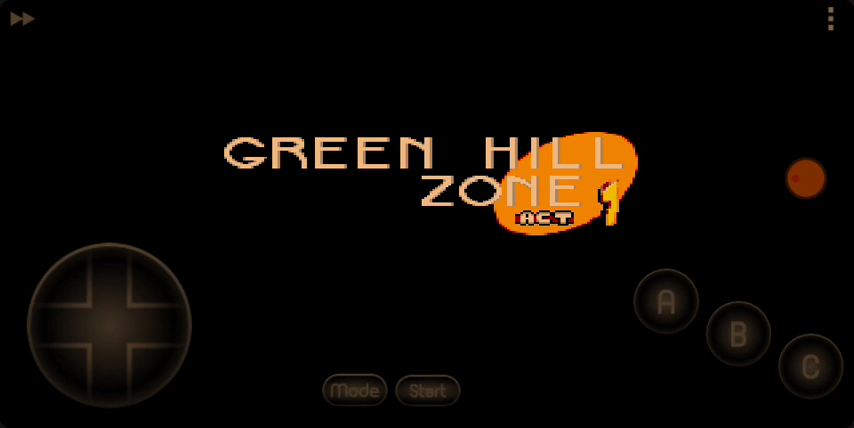 GREEN HILL
ZONE
ACT 1
A
B
C
Mode
Start